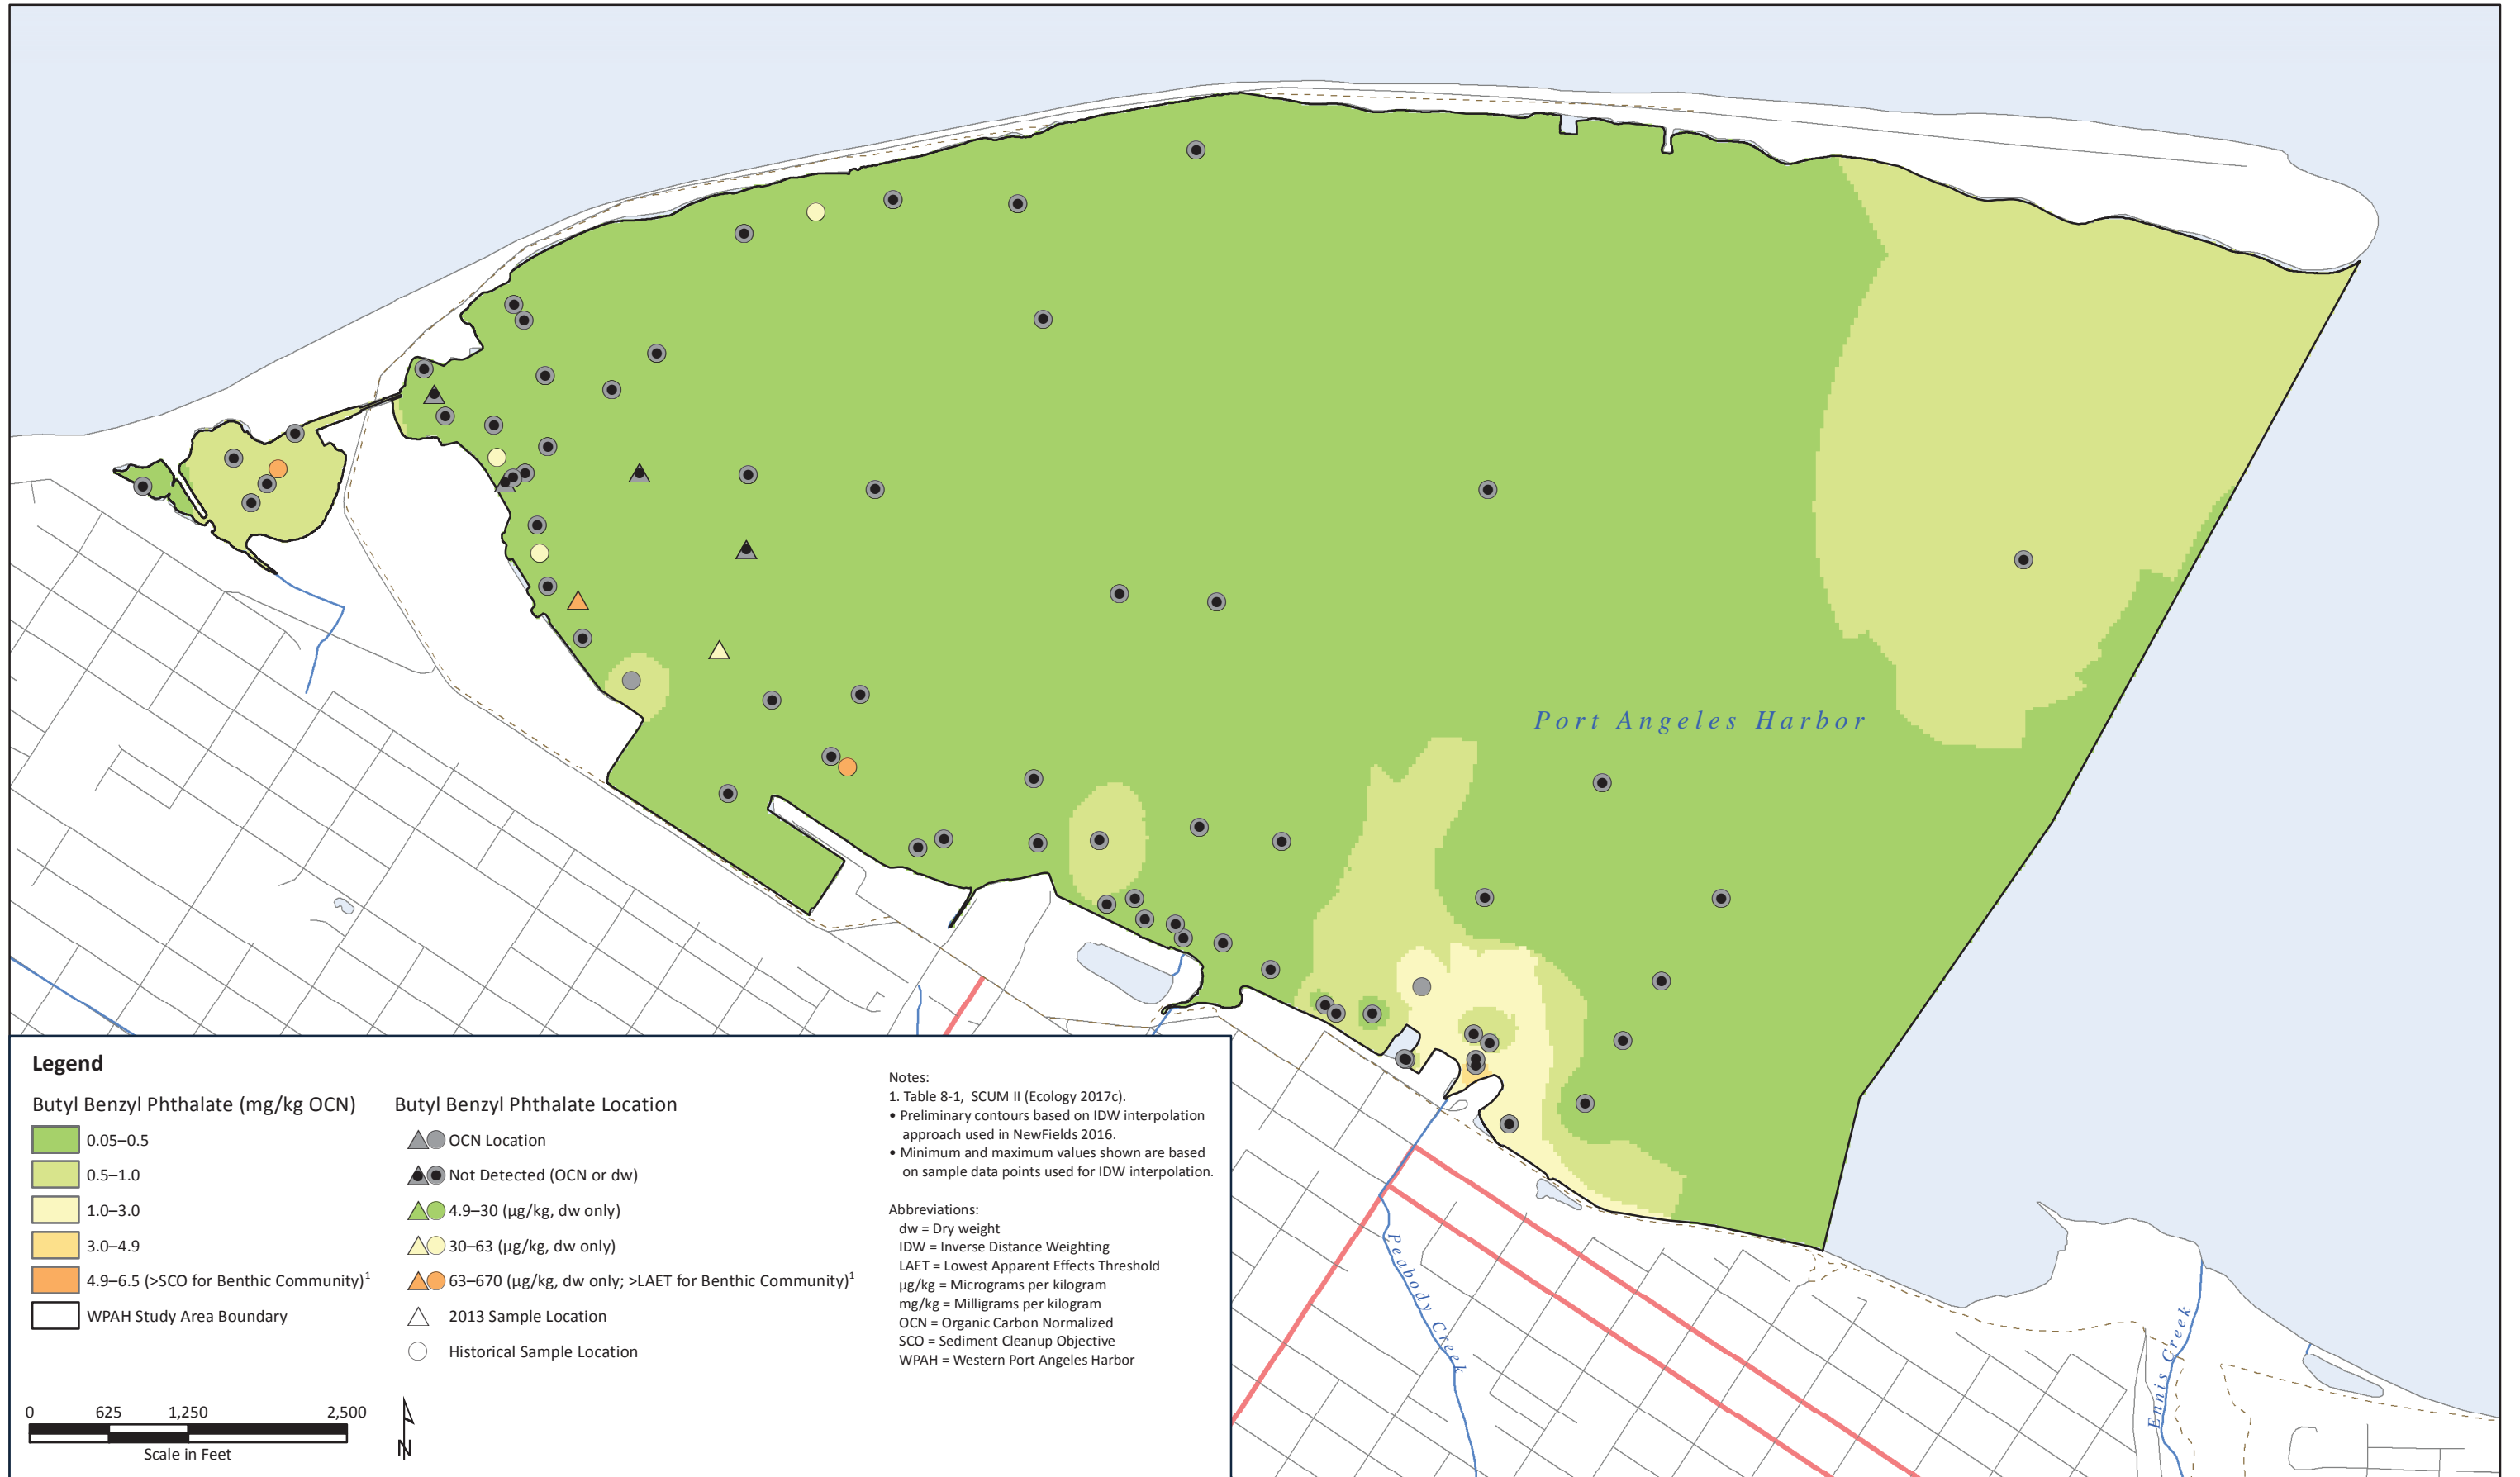 Port Angeles Harbor
Peabody Creek
Ennis Creek
Legend
Butyl Benzyl Phthalate (mg/kg OCN)
0.05–0.5
0.5–1.0
1.0–3.0
3.0–4.9
4.9–6.5 (>SCO for Benthic Community)1
WPAH Study Area Boundary
Butyl Benzyl Phthalate Location
OCN Location
Not Detected (OCN or dw)
4.9–30 (µg/kg, dw only)
30–63 (µg/kg, dw only)
63–670 (µg/kg, dw only; >LAET for Benthic Community)1
2013 Sample Location
Historical Sample Location
Notes:
1. Table 8-1, SCUM II (Ecology 2017c).
• Preliminary contours based on IDW interpolation
approach used in NewFields 2016.
• Minimum and maximum values shown are based
on sample data points used for IDW interpolation.
Abbreviations:
dw = Dry weight
IDW = Inverse Distance Weighting
LAET = Lowest Apparent Effects Threshold
µg/kg = Micrograms per kilogram
mg/kg = Milligrams per kilogram
OCN = Organic Carbon Normalized
SCO = Sediment Cleanup Objective
WPAH = Western Port Angeles Harbor
0 625 1,250 2,500
Scale in Feet
N